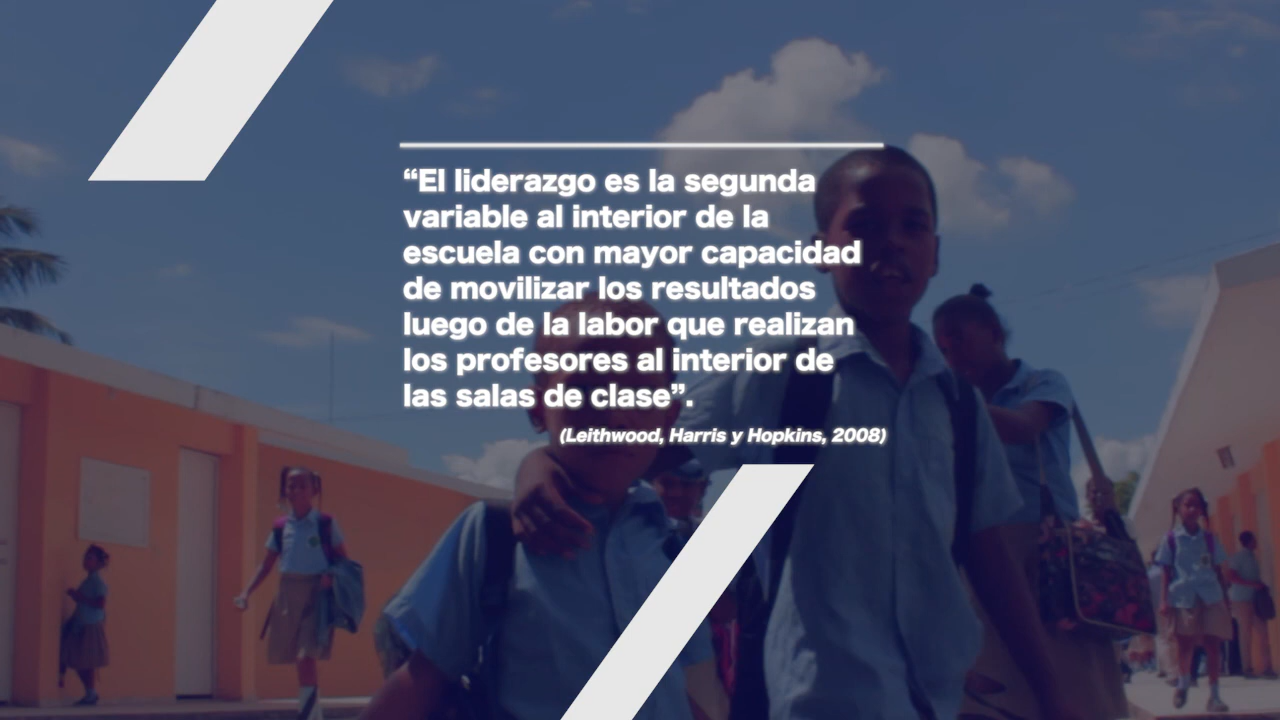 “El liderazgo es la segunda
variable al interior de la
escuela con mayor capacidad
de movilizar los resultados
luego de la labor que realizan
los profesores al interior de
las salas de clase”.
(Leithwood, Harris y Hopkins, 2008)